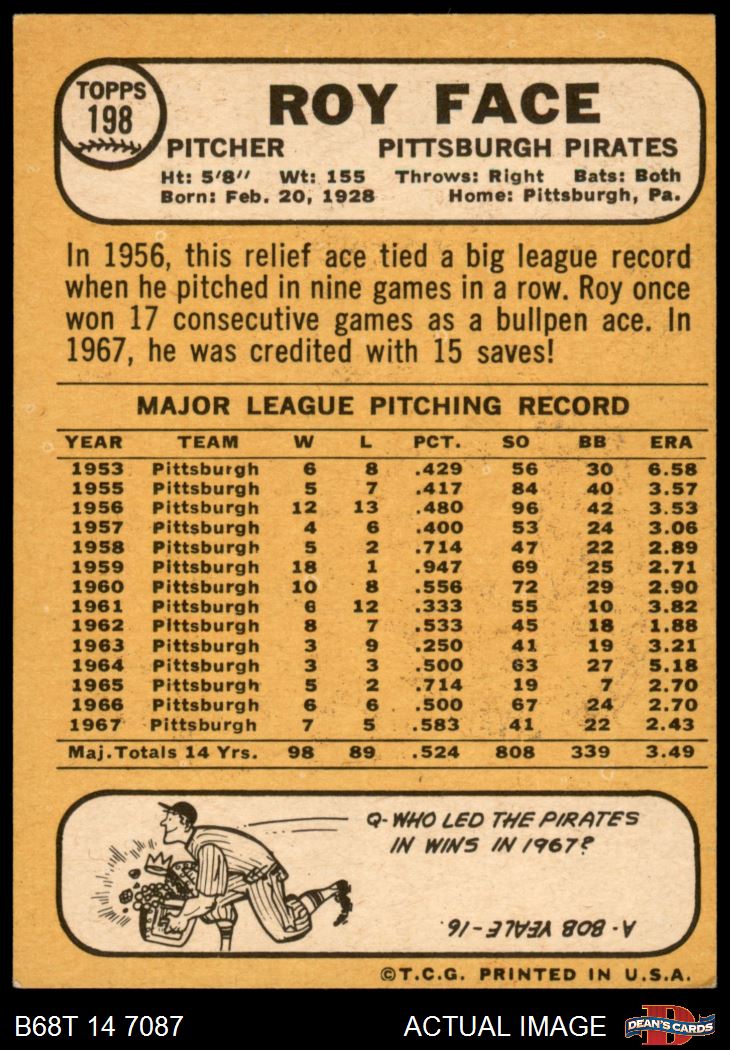 TOPPS
198
ROY FACE
PITCHER PITTSBURGH PIRATES
Ht: 5'8" Wt: 155 Throws: Right Bats: Both
Born: Feb. 20, 1928 Home: Pittsburgh, Pa.
In 1956, this relief ace tied a big league record
when he pitched in nine games in a row. Roy once
won 17 consecutive games as a bullpen ace. In
1967, he was credited with 15 saves!
MAJOR LEAGUE PITCHING RECORD
YEAR TEAM W L PCT. SO BB ERA
1953 Pittsburgh 6 8 .429 56 30 6.58
1955 Pittsburgh 5 7 .417 84 40 3.57
1956 Pittsburgh 12 13 .480 96 42 3.53
1957 Pittsburgh 4 6 .400 53 24 3.06
1958 Pittsburgh 5 2 .714 47 22 2.89
1959 Pittsburgh 18 1 .947 69 25 2.71
1960 Pittsburgh 10 8 .556 72 29 2.90
1961 Pittsburgh 6 12 .333 55 10 3.82
1962 Pittsburgh 8 7 .533 45 18 1.88
1963 Pittsburgh 3 9 .250 41 19 3.21
1964 Pittsburgh 3 3 .500 63 27 5.18
1965 Pittsburgh 5 2 .714 19 7 2.70
1966 Pittsburgh 6 6 .500 67 24 2.70
1967 Pittsburgh 7 5 .583 41 22 2.43
Maj. Totals 14 Yrs. 98 89 .524 808 339 3.49
Q- WHO LED THE PIRATES
IN WINS IN 1967?
A- BOB VEALE -16
©T.C.G. PRINTED IN U.S.A.
B68T 14 7087 ACTUAL IMAGE D DEAN'S CARDS